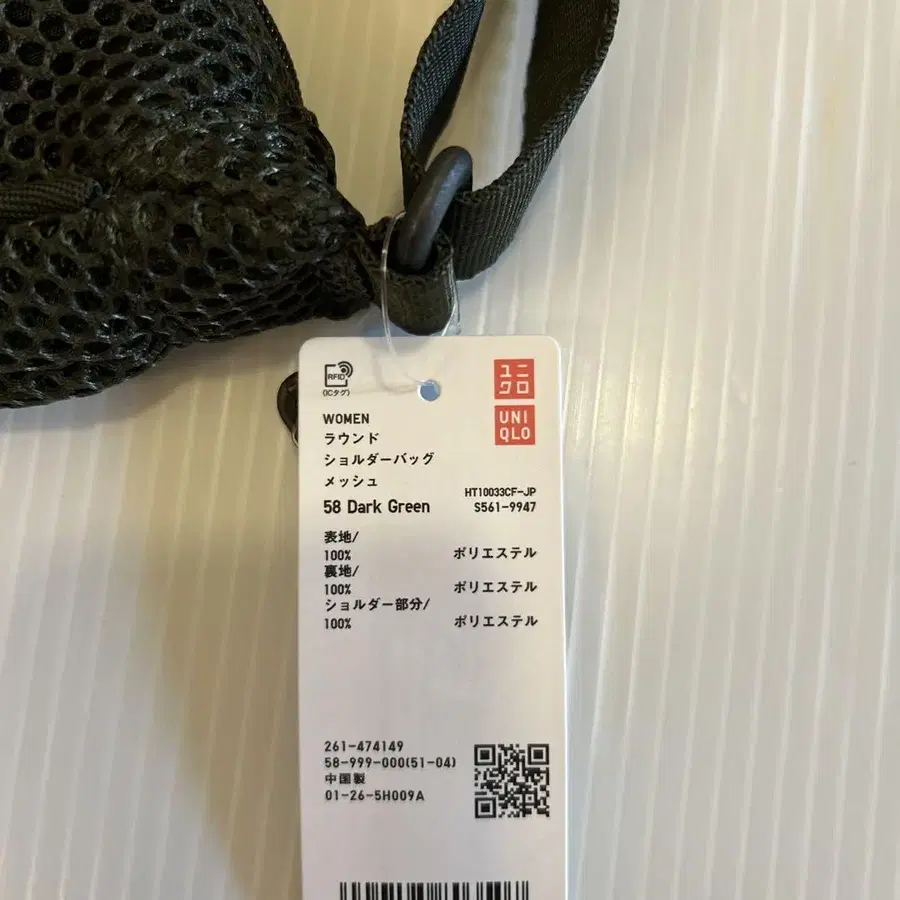 RFID
(ICタグ)
ユニ
クロ
UNI
QLO
WOMEN
ラウンド
ショルダーバッグ
メッシュ
58 Dark Green
HT10033CF-JP
S561-9947
表地/
100% ポリエステル
裏地/
100% ポリエステル
ショルダー部分/
100% ポリエステル
261-474149
58-999-000(51-04)
中国製
01-26-5H009A